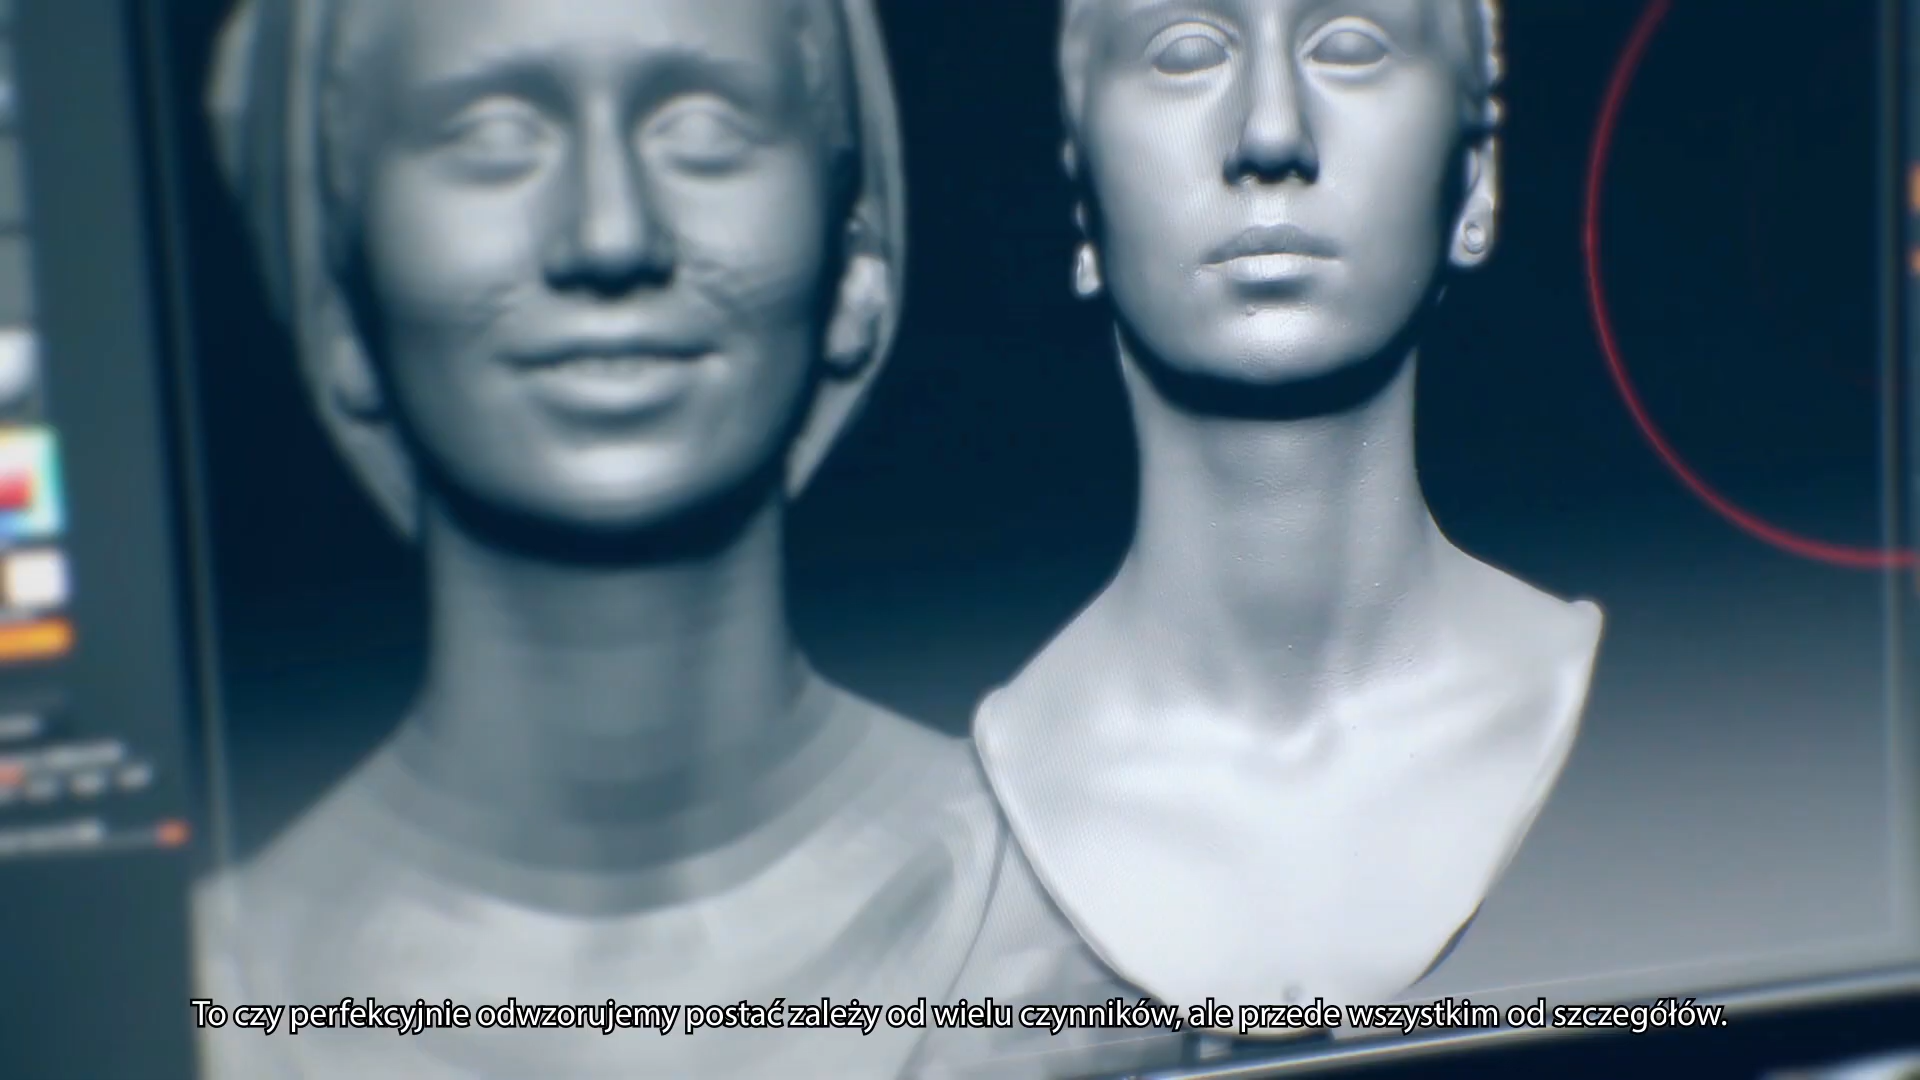 To czy perfekcyjnie odwzorujemy postać zależy od wielu czynników, ale przede wszystkim od szczegółów.